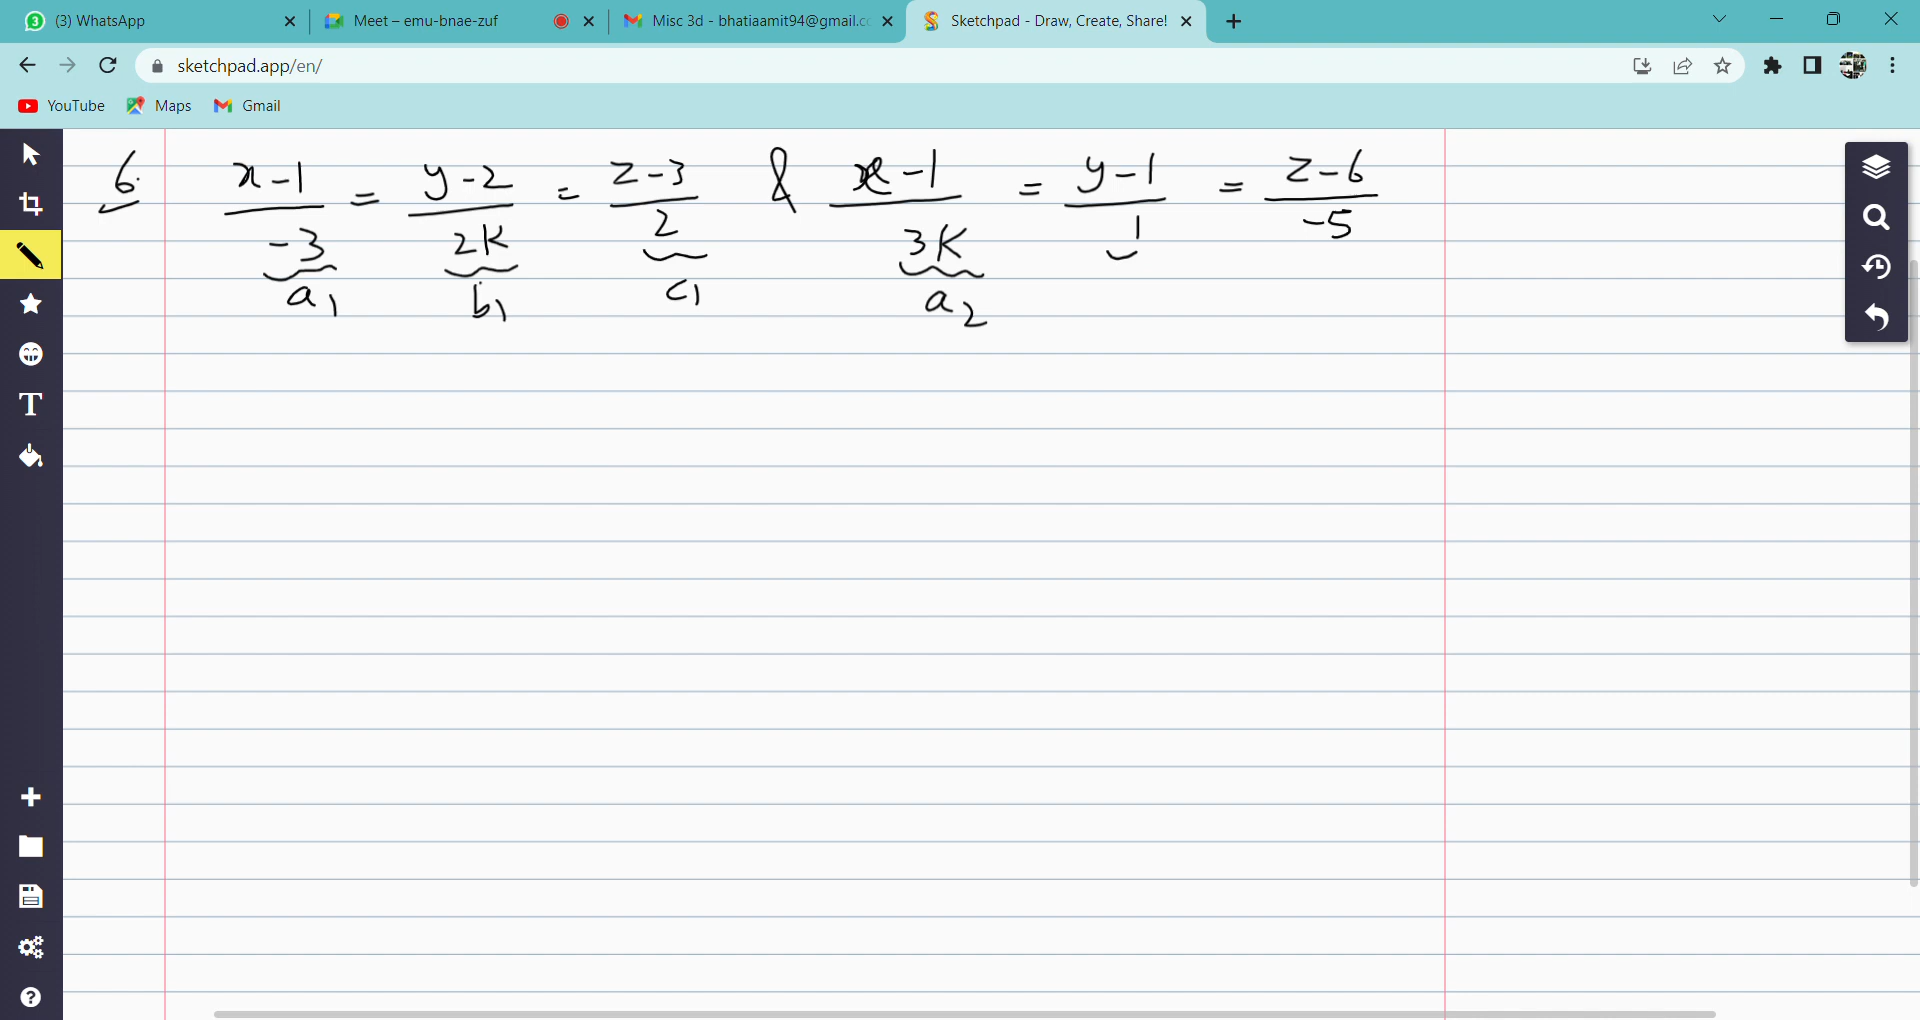 (3) WhatsApp
Meet – emu-bnae-zuf
Misc 3d - bhatiaamit94@gmail.cc
Sketchpad - Draw, Create, Share!
sketchpad.app/en/
YouTube Maps Gmail
6. x-1/-3 = y-2/2K = z-3/2 & x-1/3K = y-1/1 = z-6/-5
a1 b1 c1 a2
T